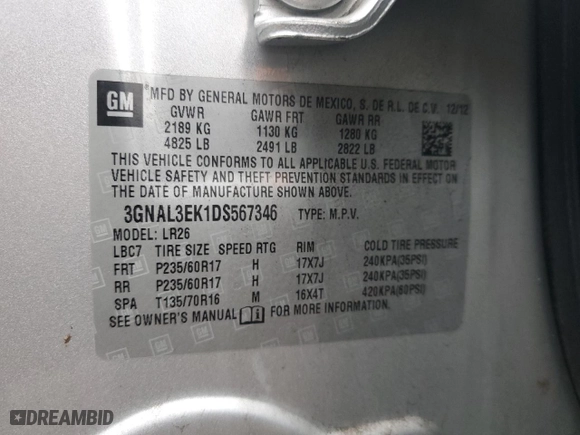 GM
MFD BY GENERAL MOTORS DE MEXICO, S. DE R.L. DE C.V. 12/12
GVWR GAWR FRT GAWR RR
2189 KG 1130 KG 1280 KG
4825 LB 2491 LB 2822 LB
THIS VEHICLE CONFORMS TO ALL APPLICABLE U.S. FEDERAL MOTOR
VEHICLE SAFETY AND THEFT PREVENTION STANDARDS IN EFFECT ON
THE DATE OF MANUFACTURE SHOWN ABOVE.
3GNAL3EK1DS567346 TYPE: M.P.V.
MODEL: LR26
LBC7 TIRE SIZE SPEED RTG RIM COLD TIRE PRESSURE
FRT P235/60R17 H 17X7J 240KPA(35PSI)
RR P235/60R17 H 17X7J 240KPA(35PSI)
SPA T135/70R16 M 16X4T 420KPA(60PSI)
SEE OWNER'S MANUAL FOR MORE INFORMATION.
DREAMBID